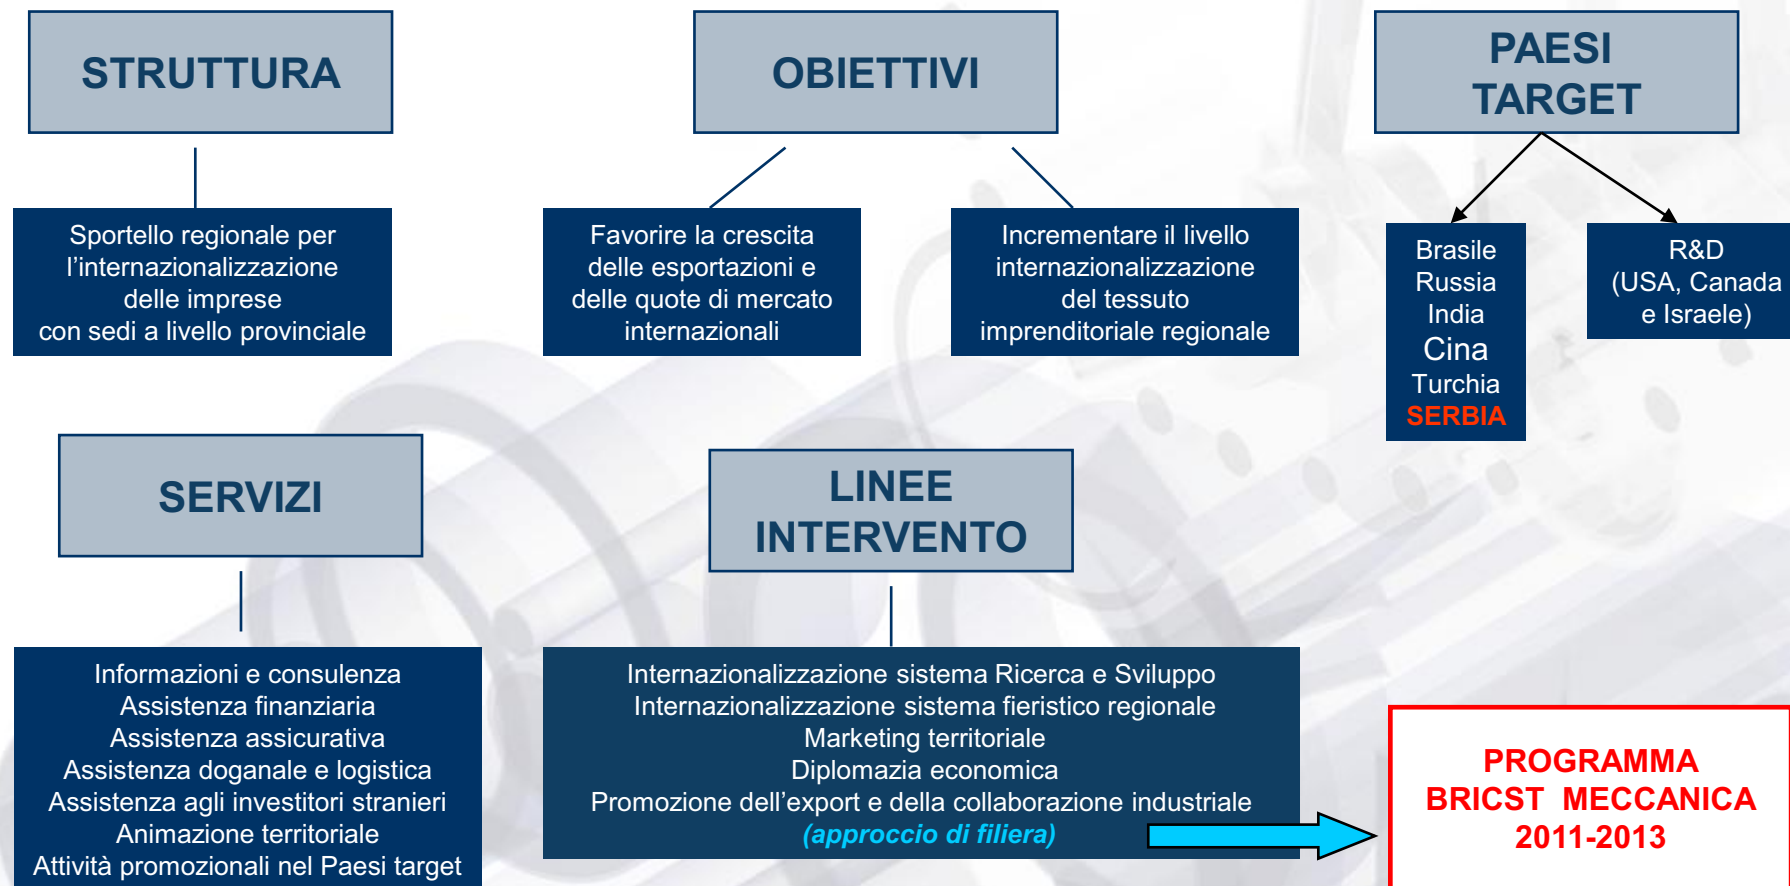 STRUTTURA
Sportello regionale per
l'internazionalizzazione
delle imprese
con sedi a livello provinciale
OBIETTIVI
Favorire la crescita
delle esportazioni e
delle quote di mercato
internazionali
Incrementare il livello
internazionalizzazione
del tessuto
imprenditoriale regionale
PAESI
TARGET
Brasile
Russia
India
Cina
Turchia
SERBIA
R&D
(USA, Canada
e Israele)
SERVIZI
Informazioni e consulenza
Assistenza finanziaria
Assistenza assicurativa
Assistenza doganale e logistica
Assistenza agli investitori stranieri
Animazione territoriale
Attività promozionali nel Paesi target
LINEE
INTERVENTO
Internazionalizzazione sistema Ricerca e Sviluppo
Internazionalizzazione sistema fieristico regionale
Marketing territoriale
Diplomazia economica
Promozione dell'export e della collaborazione industriale
(approccio di filiera)
PROGRAMMA
BRICST MECCANICA
2011-2013